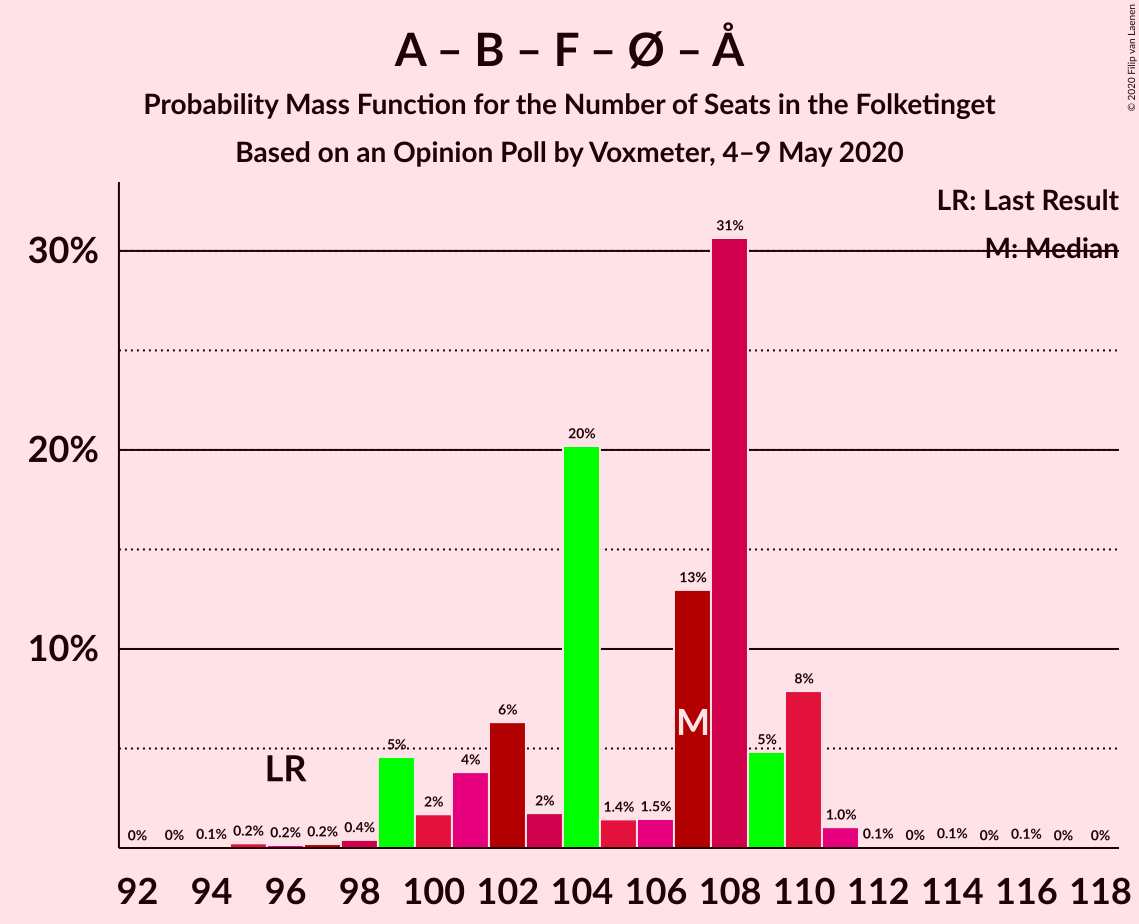 A – B – F – Ø – Å
Probability Mass Function for the Number of Seats in the Folketinget
Based on an Opinion Poll by Voxmeter, 4–9 May 2020
© 2020 Filip van Laenen
LR: Last Result
M: Median
30%
20%
10%
0% 0% 0.1% 0.2% 0.2% 0.2% 0.4% 5% 2% 4% 6% 2% 20% 1.4% 1.5% 13% 31% 5% 8% 1.0% 0.1% 0% 0.1% 0% 0.1% 0% 0%
LR
M
92 94 96 98 100 102 104 106 108 110 112 114 116 118